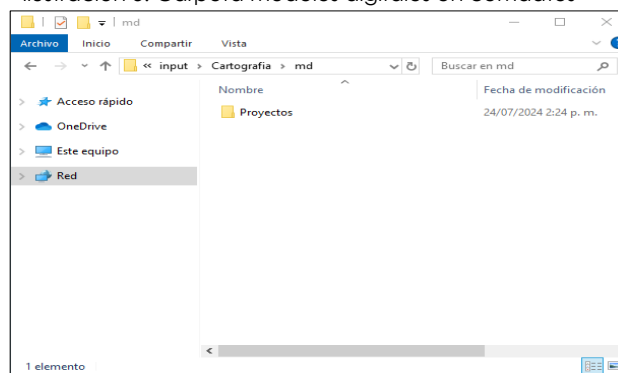 md
Archivo Inicio Compartir Vista
« input › Cartografia › md Buscar en md
Nombre Fecha de modificación
Acceso rápido
Proyectos 24/07/2024 2:24 p. m.
OneDrive
Este equipo
Red
1 elemento